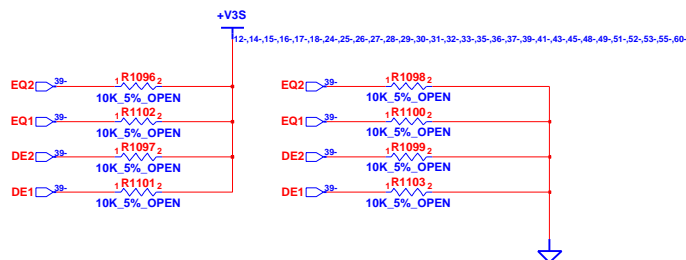 +V3S
12-,14-,15-,16-,17-,18-,24-,25-,26-,27-,28-,29-,30-,31-,32-,33-,35-,36-,37-,39-,41-,43-,45-,48-,49-,51-,52-,53-,55-,60-
EQ2 39- 1 R1096 2
10K_5%_OPEN
EQ1 39- 1 R1102 2
10K_5%_OPEN
DE2 39- 1 R1097 2
10K_5%_OPEN
DE1 39- 1 R1101 2
10K_5%_OPEN
EQ2 39- 1 R1098 2
10K_5%_OPEN
EQ1 39- 1 R1100 2
10K_5%_OPEN
DE2 39- 1 R1099 2
10K_5%_OPEN
DE1 39- 1 R1103 2
10K_5%_OPEN